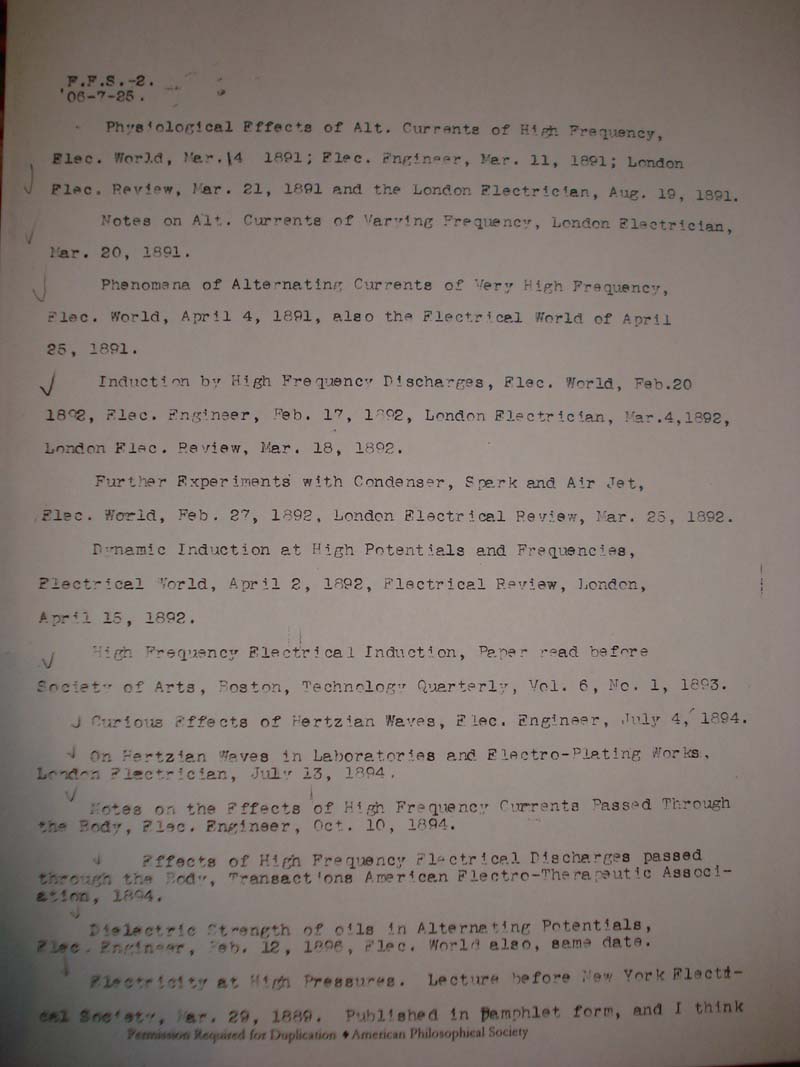 F.F.S.-2.
'06-7-25.
Physiological Effects of Alt. Currents of High Frequency,
Elec. World, Mar. 14 1891; Elec. Engineer, Mar. 11, 1891; London
Elec. Review, Mar. 21, 1891 and the London Electrician, Aug. 19, 1891.
Notes on Alt. Currents of Varying Frequency, London Electrician,
Mar. 20, 1891.
Phenomena of Alternating Currents of Very High Frequency,
Elec. World, April 4, 1891, also the Electrical World of April
25, 1891.
Induction by High Frequency Discharges, Elec. World, Feb.20
1892, Elec. Engineer, Feb. 17, 1892, London Electrician, Mar.4,1892,
London Elec. Review, Mar. 18, 1892.
Further Experiments with Condenser, Spark and Air Jet,
Elec. World, Feb. 27, 1892, London Electrical Review, Mar. 25, 1892.
Dynamic Induction at High Potentials and Frequencies,
Electrical World, April 2, 1892, Electrical Review, London,
April 15, 1892.
High Frequency Electrical Induction, Paper read before
Society of Arts, Boston, Technology Quarterly, Vol. 6, No. 1, 1893.
Curious Effects of Hertzian Waves, Elec. Engineer, July 4, 1894.
On Hertzian Waves in Laboratories and Electro-Plating Works,
London Electrician, July 13, 1894.
Notes on the Effects of High Frequency Currents Passed Through
the Body, Elec. Engineer, Oct. 10, 1894.
Effects of High Frequency Electrical Discharges passed
through the Body, Transactions American Electro-Therapeutic Associ-
ation, 1894.
Dielectric Strength of oils in Alternating Potentials,
Elec. Engineer, Feb. 12, 1896, Elec. World also, same date.
Electricity at High Pressures. Lecture before New York Electi-
cal Society, Mar. 29, 1889. Published in Pamphlet form, and I think
Permission Required for Duplication ♦ American Philosophical Society